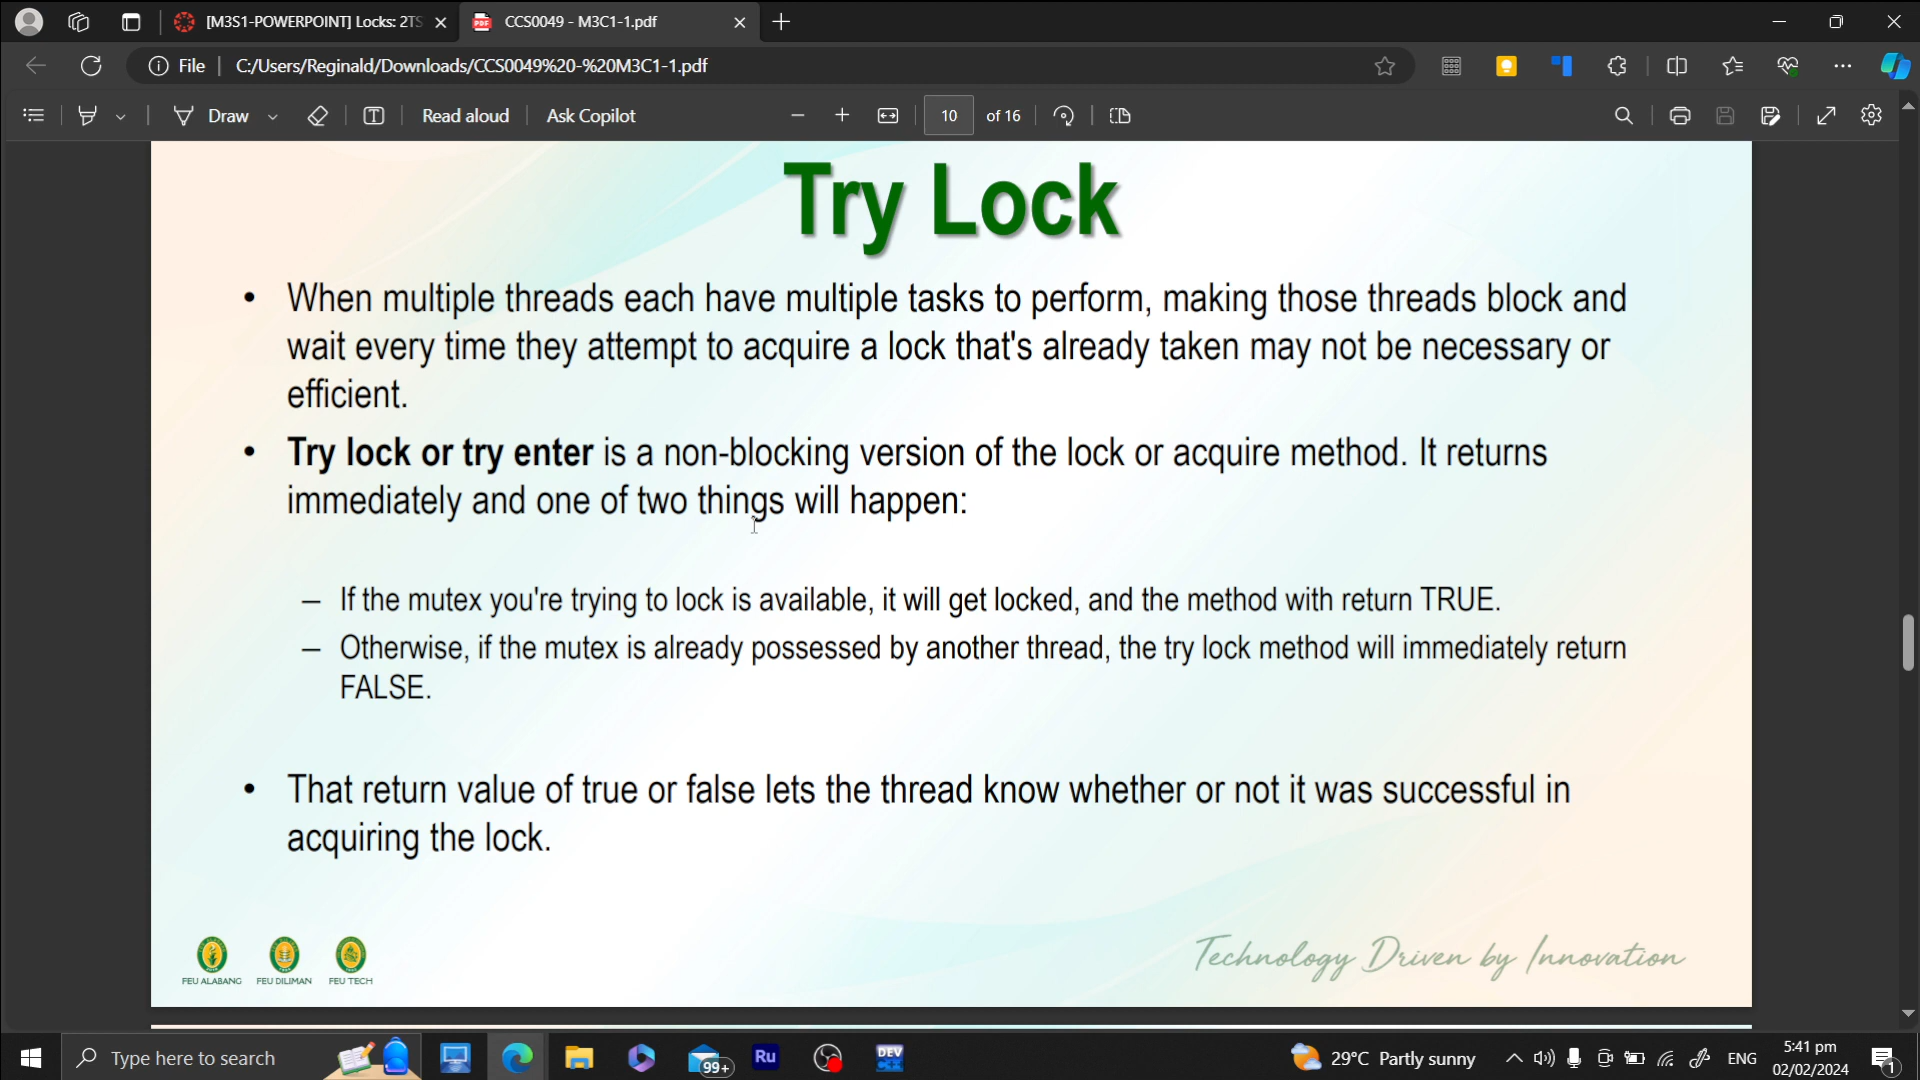 [M3S1-POWERPOINT] Locks: 2TS
CCS0049 - M3C1-1.pdf
File
C:/Users/Reginald/Downloads/CCS0049%20-%20M3C1-1.pdf
Draw
Read aloud
Ask Copilot
10
of 16
Try Lock
• When multiple threads each have multiple tasks to perform, making those threads block and
wait every time they attempt to acquire a lock that's already taken may not be necessary or
efficient.
• Try lock or try enter is a non-blocking version of the lock or acquire method. It returns
immediately and one of two things will happen:
– If the mutex you're trying to lock is available, it will get locked, and the method with return TRUE.
– Otherwise, if the mutex is already possessed by another thread, the try lock method will immediately return
FALSE.
• That return value of true or false lets the thread know whether or not it was successful in
acquiring the lock.
FEU ALABANG
FEU DILIMAN
FEU TECH
Technology Driven by Innovation
Type here to search
99+
Ru
DEV
C++
29°C Partly sunny
ENG
5:41 pm
02/02/2024
1